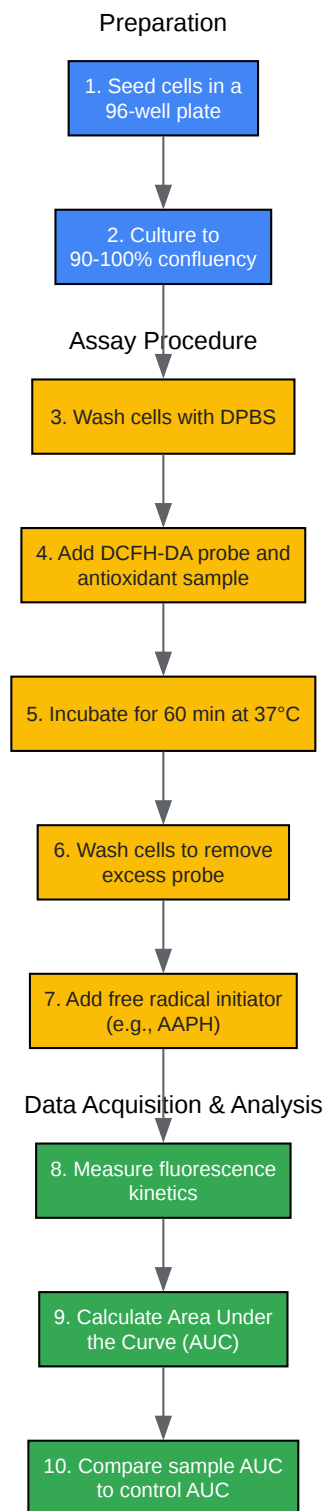 Preparation
1. Seed cells in a
96-well plate
2. Culture to
90-100% confluency
Assay Procedure
3. Wash cells with DPBS
4. Add DCFH-DA probe and
antioxidant sample
5. Incubate for 60 min at 37°C
6. Wash cells to remove
excess probe
7. Add free radical initiator
(e.g., AAPH)
Data Acquisition & Analysis
8. Measure fluorescence
kinetics
9. Calculate Area Under
the Curve (AUC)
10. Compare sample AUC
to control AUC